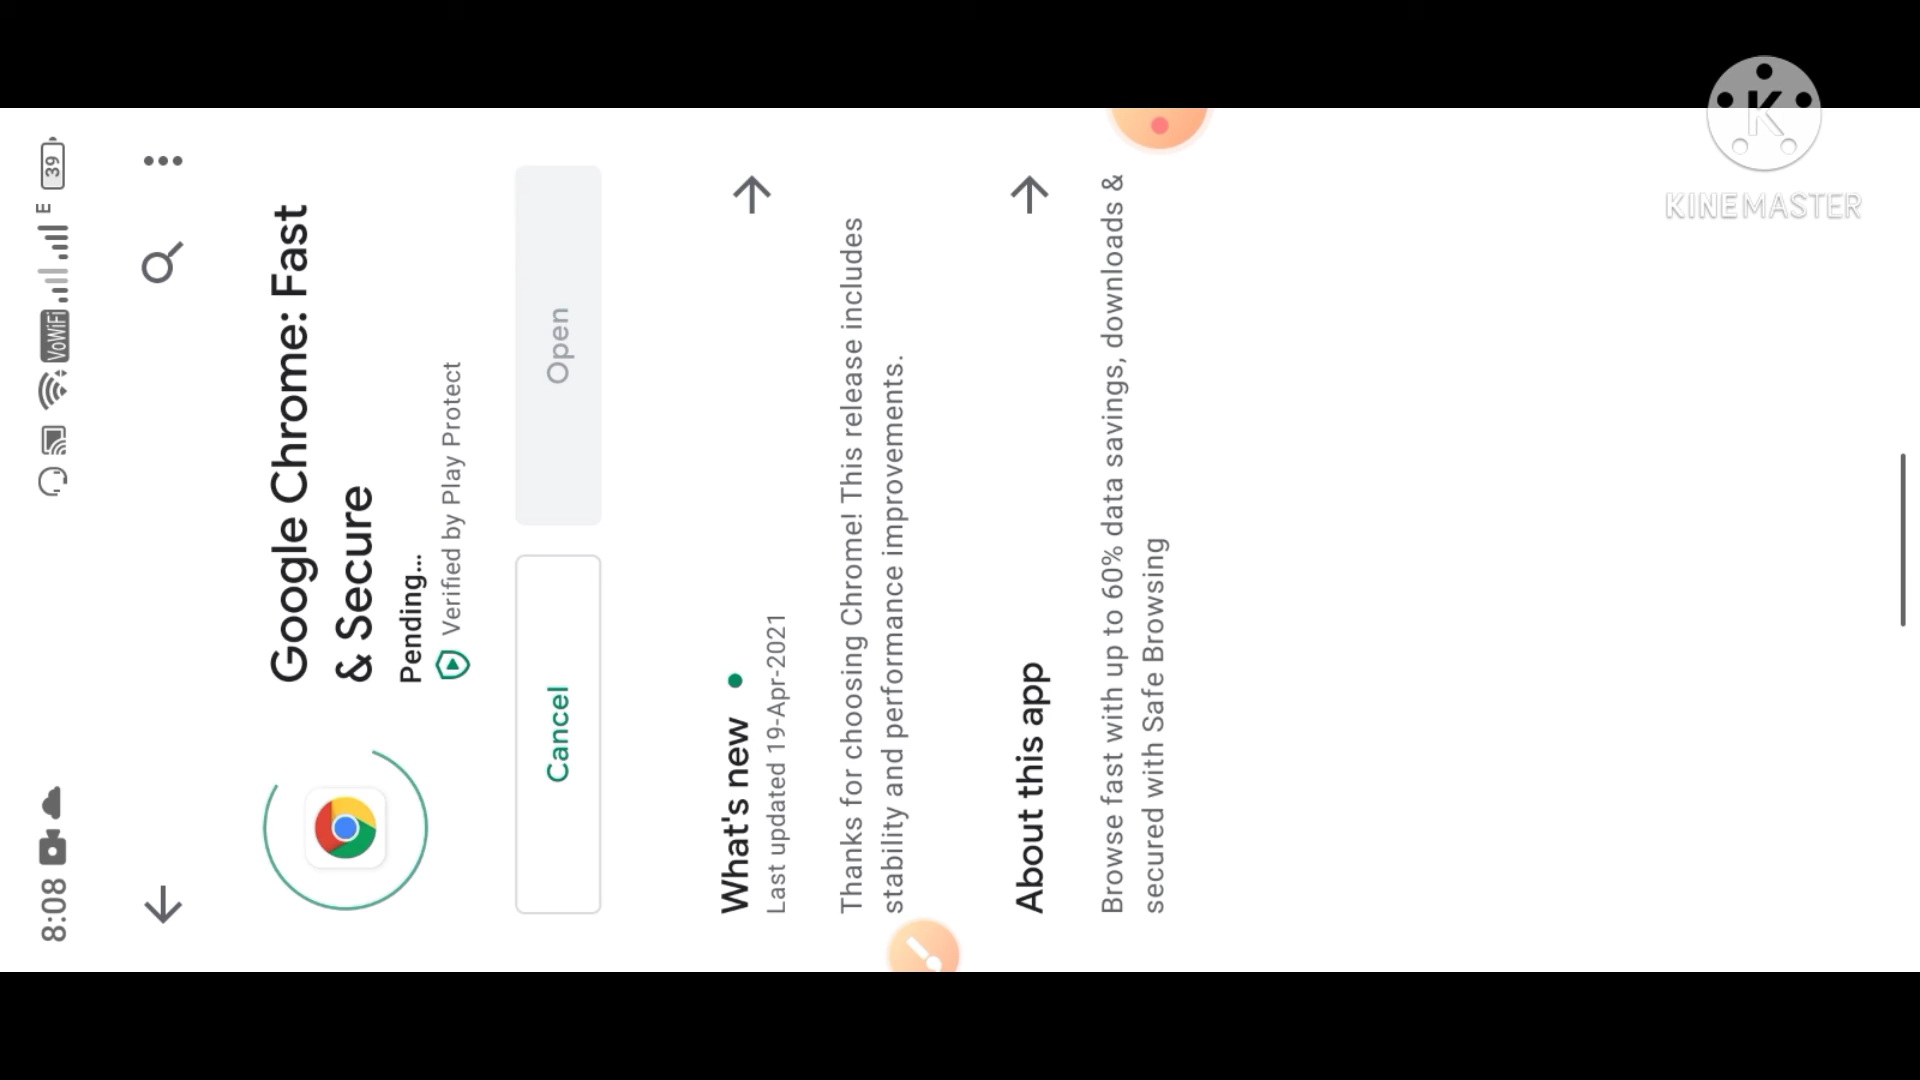 8:08
VoWiFi
E
39
Google Chrome: Fast
& Secure
Pending...
Verified by Play Protect
Cancel
Open
What's new
Last updated 19-Apr-2021
Thanks for choosing Chrome! This release includes
stability and performance improvements.
About this app
Browse fast with up to 60% data savings, downloads &
secured with Safe Browsing
K
KINEMASTER